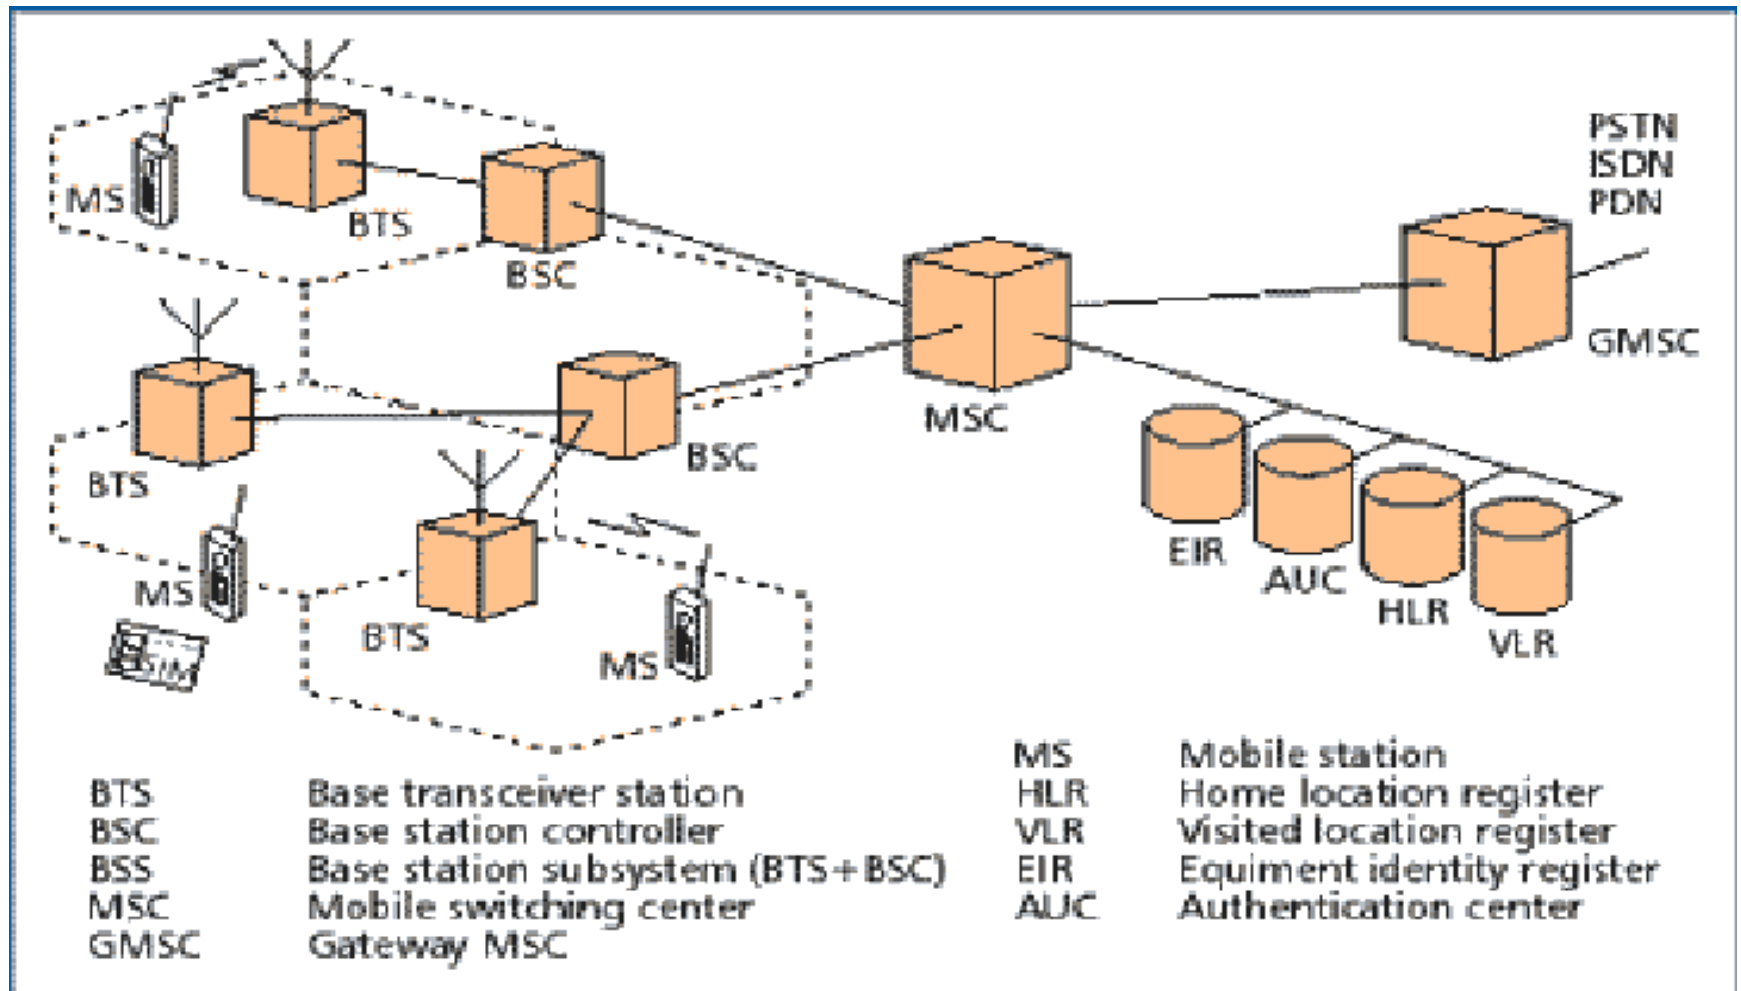 PSTN
ISDN
PDN
MS
BTS
BSC
GMSC
MSC
BSC
BTS
EIR
AUC
HLR
VLR
MS
BTS
MS
SIM
MS Mobile station
BTS Base transceiver station
HLR Home location register
BSC Base station controller
VLR Visited location register
BSS Base station subsystem (BTS+BSC)
EIR Equiment identity register
MSC Mobile switching center
AUC Authentication center
GMSC Gateway MSC